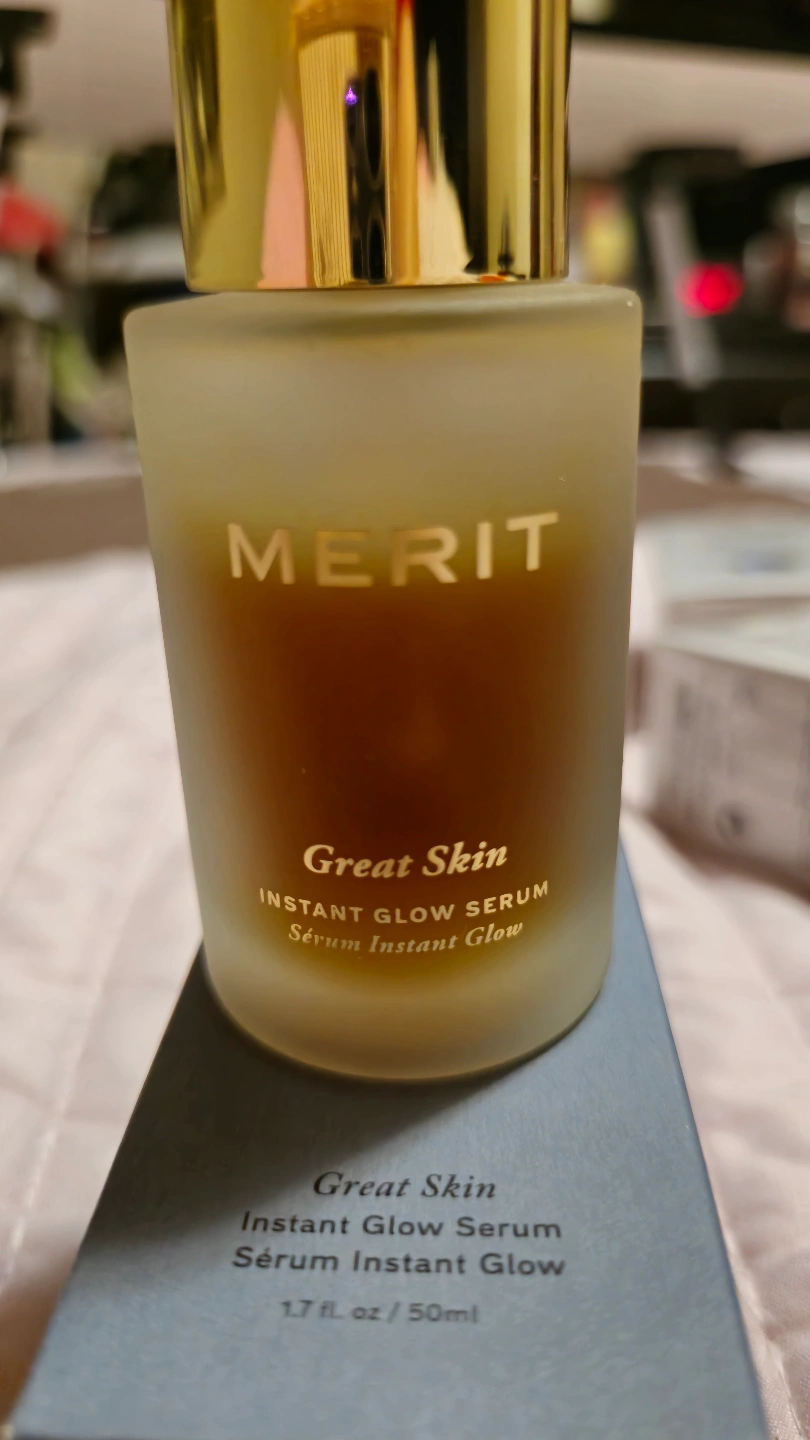 MERIT
Great Skin
INSTANT GLOW SERUM
Sérum Instant Glow
Great Skin
Instant Glow Serum
Sérum Instant Glow
1.7 fl. oz / 50ml